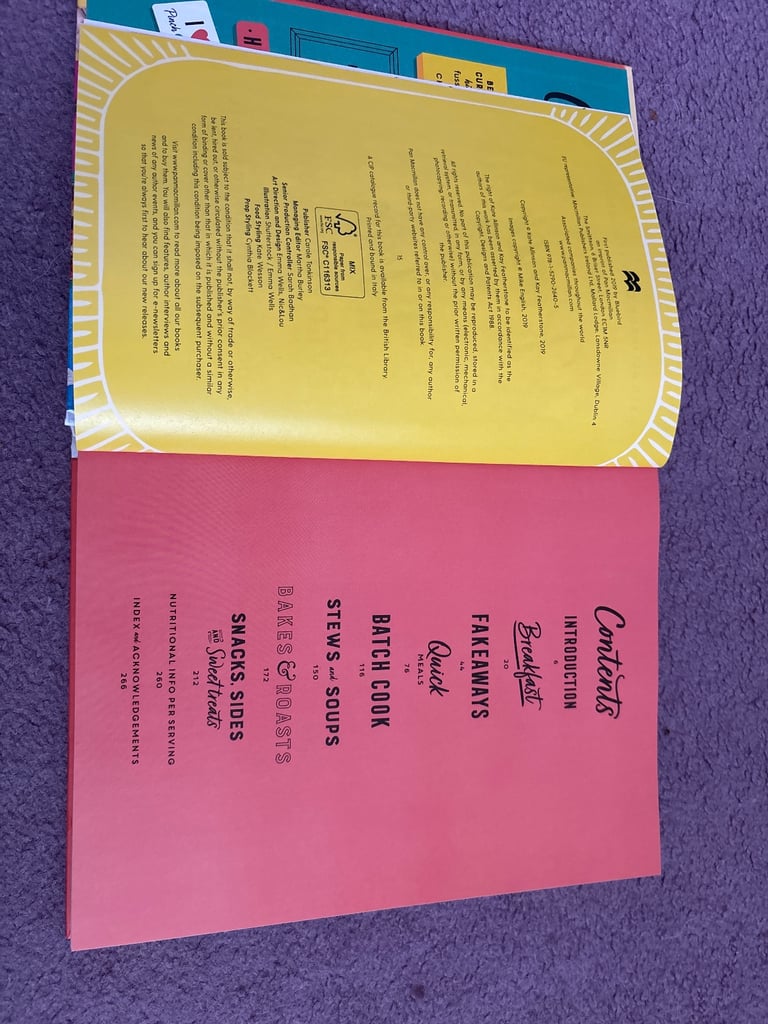 First published 2019 by Bluebird
an imprint of Pan Macmillan
The Smithson, 6 Briset Street, London EC1M 5NR
EU representative: Macmillan Publishers Ireland Ltd, Mallard Lodge, Lansdowne Village, Dublin 4
Associated companies throughout the world
www.panmacmillan.com
ISBN 978-1-5290-2440-5
Copyright © Kate Allinson and Kay Featherstone, 2019
Images copyright © Mike English, 2019
The right of Kate Allinson and Kay Featherstone to be identified as the
authors of this work has been asserted by them in accordance with the
Copyright, Designs and Patents Act 1988.
All rights reserved. No part of this publication may be reproduced, stored in a
retrieval system, or transmitted, in any form, or by any means (electronic, mechanical,
photocopying, recording or otherwise) without the prior written permission of
the publisher.
Pan Macmillan does not have any control over, or any responsibility for, any author
or third-party websites referred to in or on this book.
15
A CIP catalogue record for this book is available from the British Library.
Printed and bound in Italy
FSC
MIX
Paper from
responsible sources
FSC® C116313
Publisher Carole Tonkinson
Managing Editor Martha Burley
Senior Production Controller Sarah Badhan
Art Direction and Design Emma Wells, Nic&Lou
Illustration Shutterstock / Emma Wells
Food Styling Kate Wesson
Prop Styling Cynthia Blackett
This book is sold subject to the condition that it shall not, by way of trade or otherwise,
be lent, hired out, or otherwise circulated without the publisher's prior consent in any
form of binding or cover other than that in which it is published and without a similar
condition including this condition being imposed on the subsequent purchaser.
Visit www.panmacmillan.com to read more about all our books
and to buy them. You will also find features, author interviews and
news of any author events, and you can sign up for e-newsletters
so that you're always first to hear about our new releases.
Contents
INTRODUCTION
6
Breakfast
20
FAKEAWAYS
44
Quick
MEALS
76
BATCH COOK
116
STEWS and SOUPS
150
BAKES & ROASTS
172
SNACKS, SIDES
AND Sweet treats
212
NUTRITIONAL INFO PER SERVING
260
INDEX and ACKNOWLEDGEMENTS
266
I
Pinch